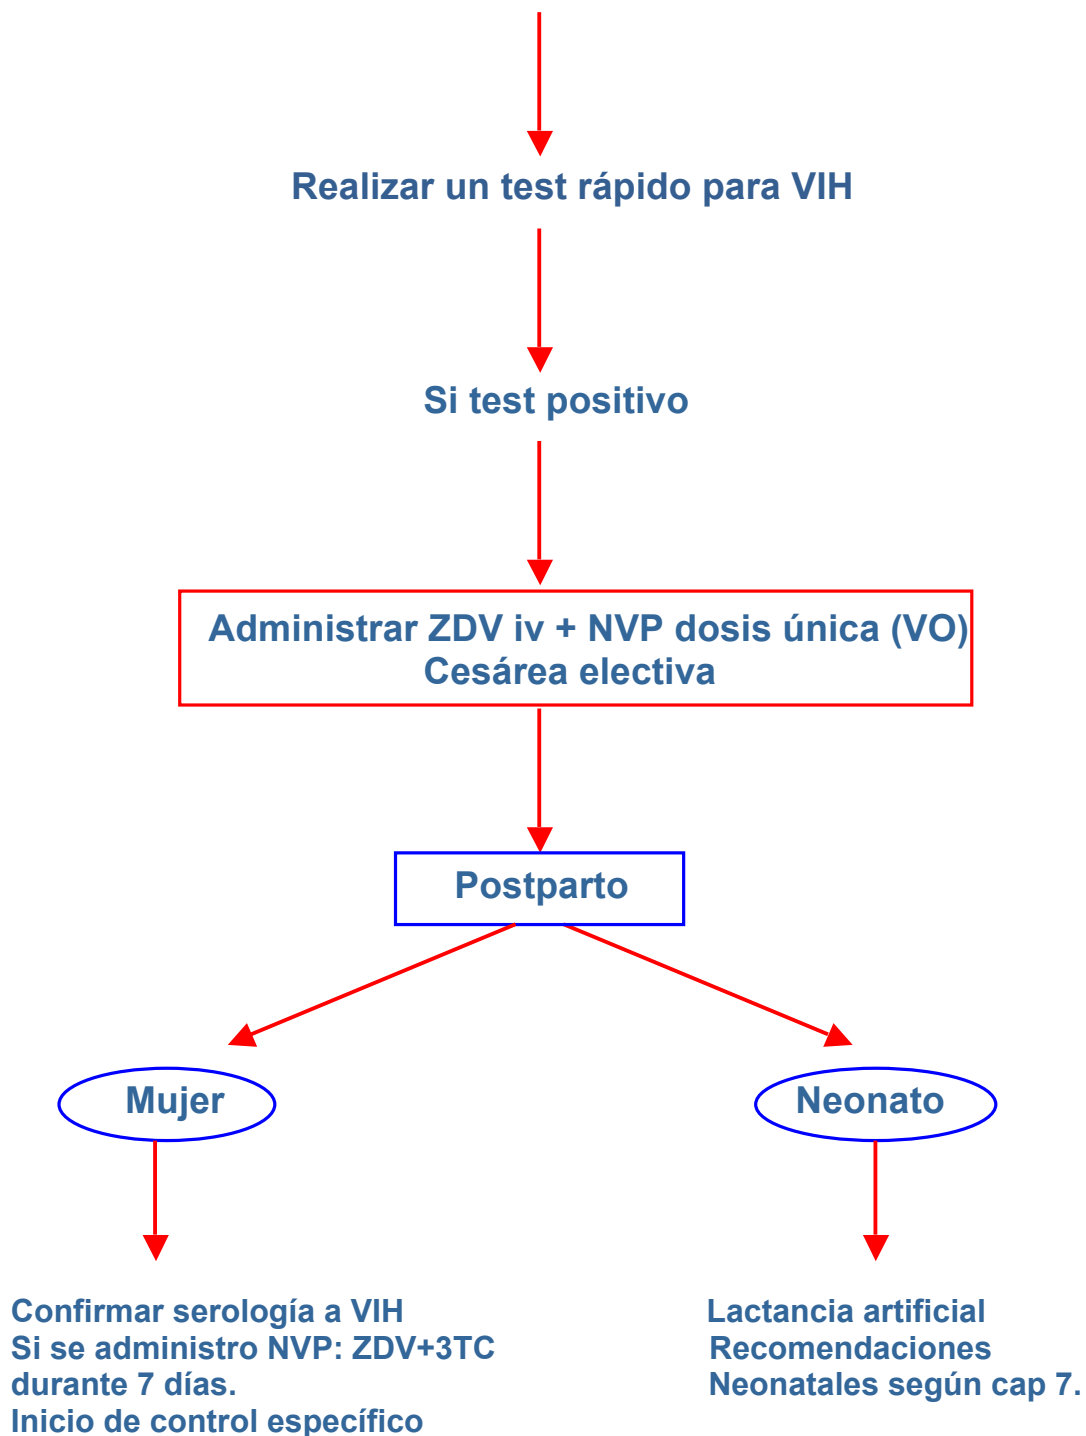 Realizar un test rápido para VIH
Si test positivo
Administrar ZDV iv + NVP dosis única (VO)
Cesárea electiva
Postparto
Mujer
Neonato
Confirmar serología a VIH
Si se administro NVP: ZDV+3TC
durante 7 días.
Inicio de control específico
Lactancia artificial
Recomendaciones
Neonatales según cap 7.